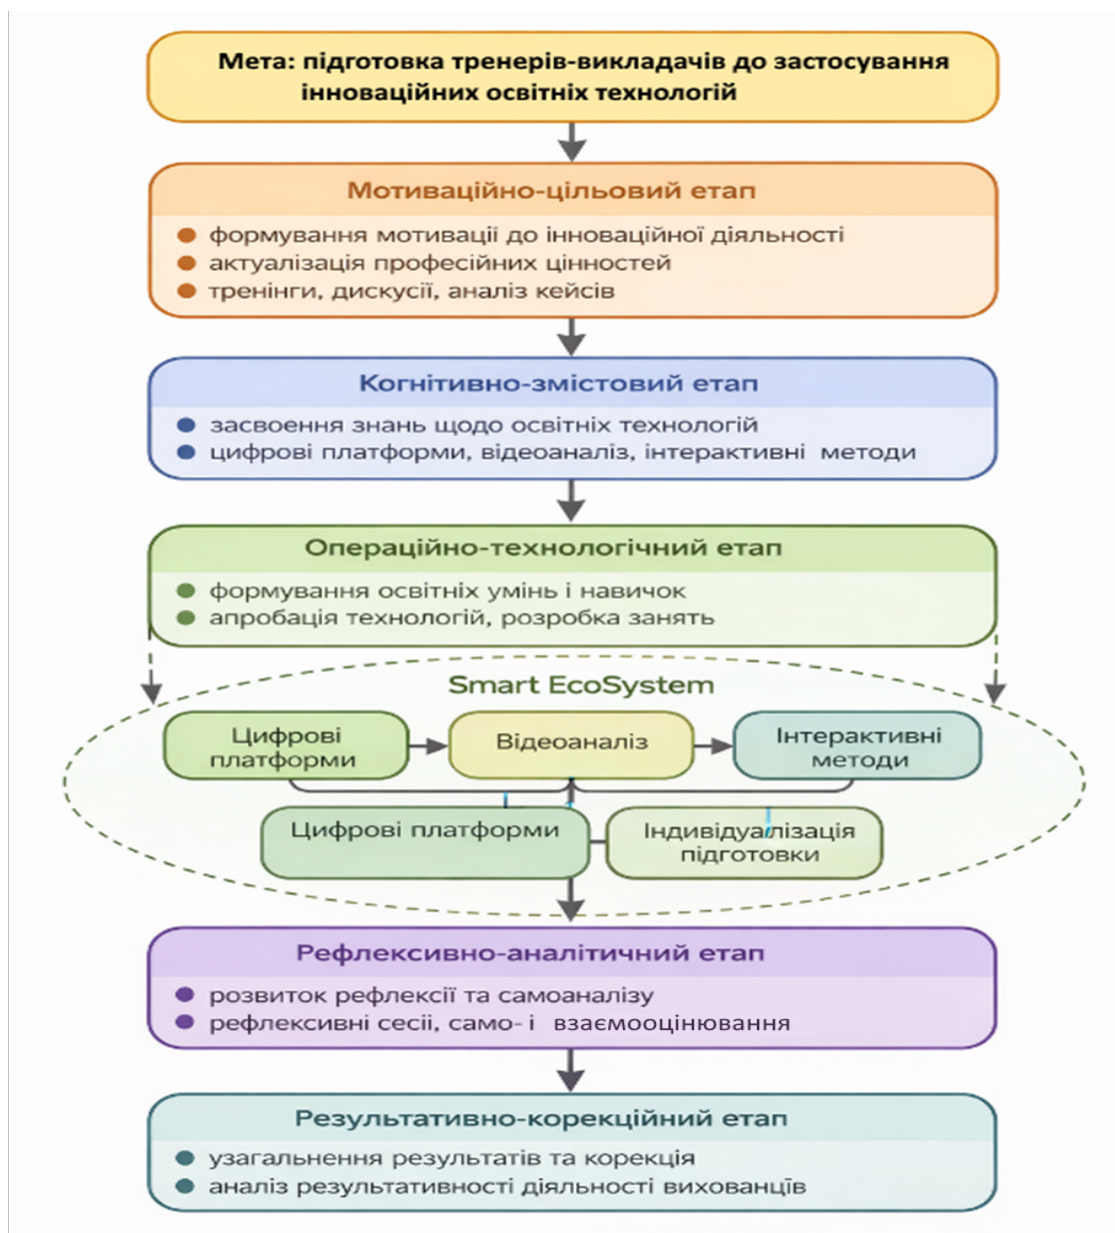 Мета: підготовка тренерів-викладачів до застосування
інноваційних освітніх технологій
Мотиваційно-цільовий етап
формування мотивації до інноваційної діяльності
актуалізація професійних цінностей
тренінги, дискусії, аналіз кейсів
Когнитивно-змістовий етап
засвоення знань щодо освітніх технологій
цифрові платформи, відеоаналіз, інтерактивні методи
Операційно-технологічний етап
формування освітніх умінь і навичок
апробація технологій, розробка занять
Smart EcoSystem
Цифрові
платформи
Відеоаналіз
Інтерактивні
методи
Цифрові платформи
Індивидуалізація
підготовки
Рефлексивно-аналітичний етап
розвиток рефлексії та самоаналізу
рефлексивні сесії, само- і взаємооцінювання
Результативно-корекційний етап
узагальнення результатів та корекція
аналіз результативності діяльності вихованців